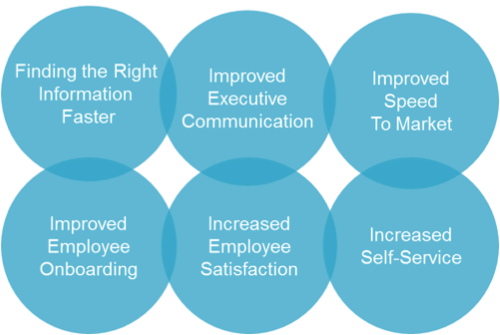 Finding the Right
Information
Faster
Improved
Executive
Communication
Improved
Speed
To Market
Improved
Employee
Onboarding
Increased
Employee
Satisfaction
Increased
Self-Service